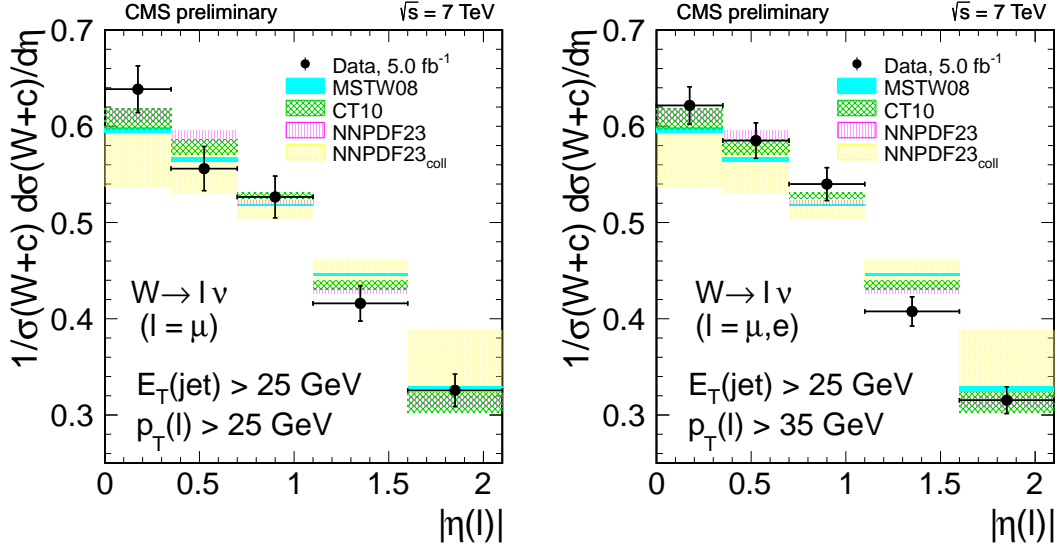 CMS preliminary √s = 7 TeV
1/σ(W+c) dσ(W+c)/dη
0.7
0.6
0.5
0.4
0.3
Data, 5.0 fb⁻¹
MSTW08
CT10
NNPDF23
NNPDF23coll
W→ l ν
(l = μ)
E_T(jet) > 25 GeV
p_T(l) > 25 GeV
0 0.5 1 1.5 2
|η(l)|
CMS preliminary √s = 7 TeV
1/σ(W+c) dσ(W+c)/dη
0.7
0.6
0.5
0.4
0.3
Data, 5.0 fb⁻¹
MSTW08
CT10
NNPDF23
NNPDF23coll
W→ l ν
(l = μ,e)
E_T(jet) > 25 GeV
p_T(l) > 35 GeV
0 0.5 1 1.5 2
|η(l)|